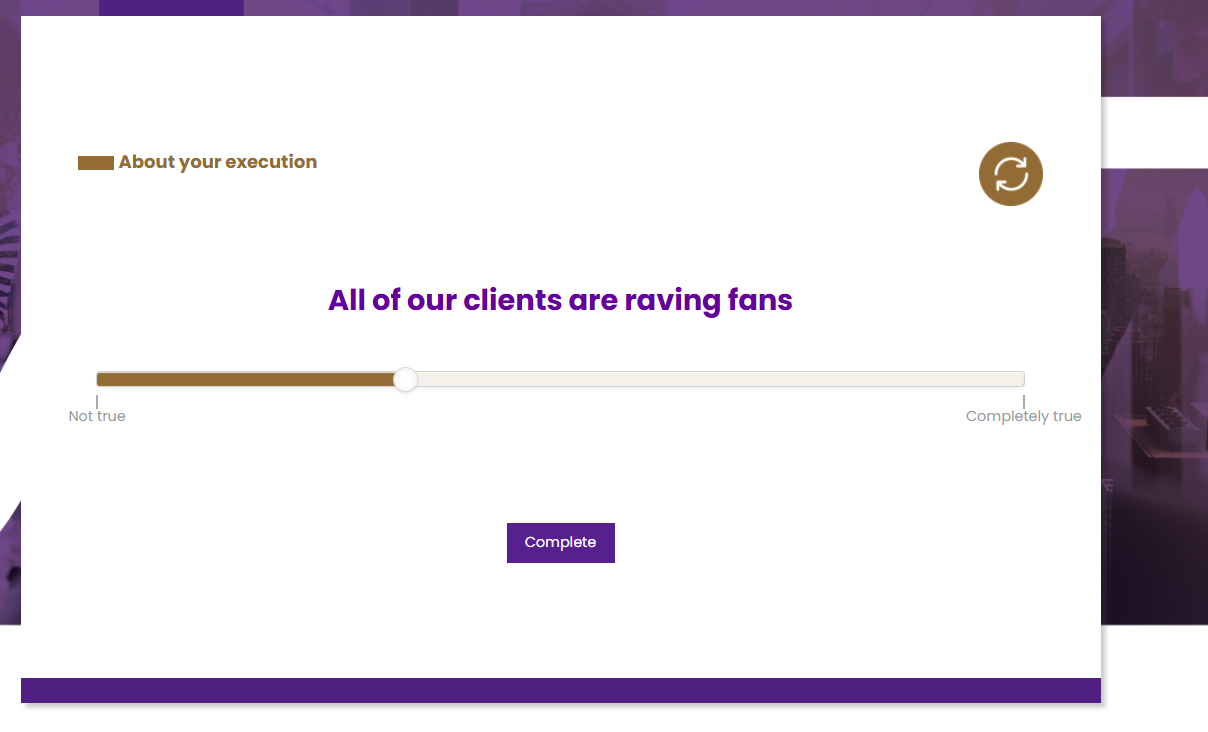 About your execution
All of our clients are raving fans
Not true
Completely true
Complete